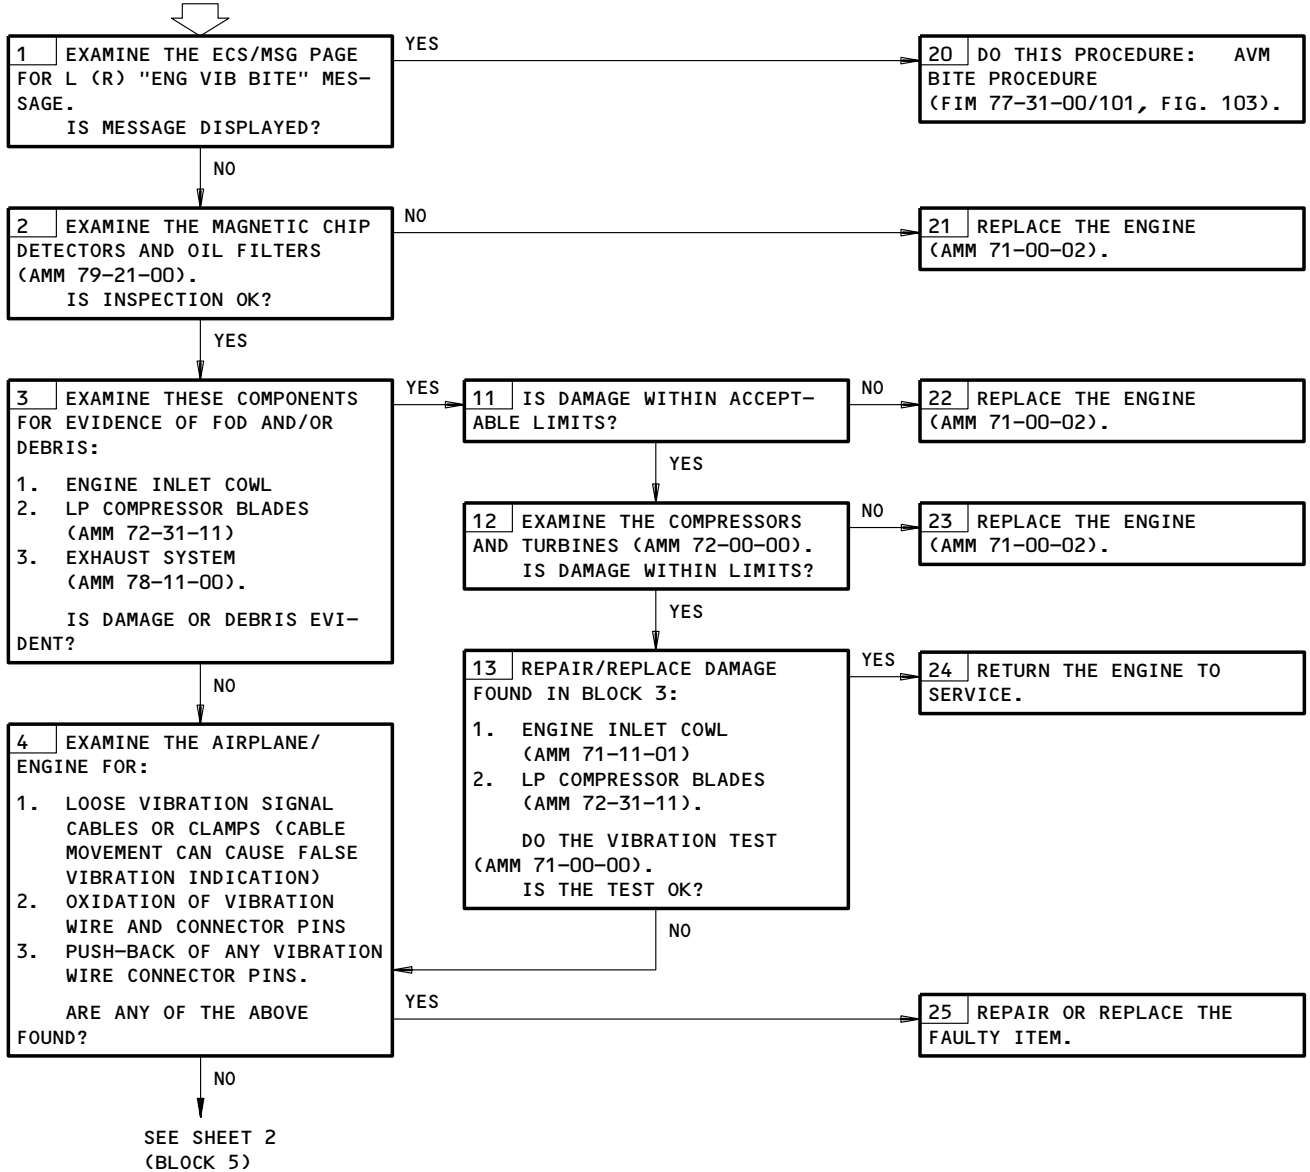 1 EXAMINE THE ECS/MSG PAGE
FOR L (R) "ENG VIB BITE" MES-
SAGE.
IS MESSAGE DISPLAYED?
YES
20 DO THIS PROCEDURE: AVM
BITE PROCEDURE
(FIM 77-31-00/101, FIG. 103).
NO
2 EXAMINE THE MAGNETIC CHIP
DETECTORS AND OIL FILTERS
(AMM 79-21-00).
IS INSPECTION OK?
NO
21 REPLACE THE ENGINE
(AMM 71-00-02).
YES
3 EXAMINE THESE COMPONENTS
FOR EVIDENCE OF FOD AND/OR
DEBRIS:
1. ENGINE INLET COWL
2. LP COMPRESSOR BLADES
(AMM 72-31-11)
3. EXHAUST SYSTEM
(AMM 78-11-00).
IS DAMAGE OR DEBRIS EVI-
DENT?
YES
11 IS DAMAGE WITHIN ACCEPT-
ABLE LIMITS?
NO
22 REPLACE THE ENGINE
(AMM 71-00-02).
YES
12 EXAMINE THE COMPRESSORS
AND TURBINES (AMM 72-00-00).
IS DAMAGE WITHIN LIMITS?
NO
23 REPLACE THE ENGINE
(AMM 71-00-02).
YES
13 REPAIR/REPLACE DAMAGE
FOUND IN BLOCK 3:
1. ENGINE INLET COWL
(AMM 71-11-01)
2. LP COMPRESSOR BLADES
(AMM 72-31-11).
DO THE VIBRATION TEST
(AMM 71-00-00).
IS THE TEST OK?
YES
24 RETURN THE ENGINE TO
SERVICE.
NO
NO
4 EXAMINE THE AIRPLANE/
ENGINE FOR:
1. LOOSE VIBRATION SIGNAL
CABLES OR CLAMPS (CABLE
MOVEMENT CAN CAUSE FALSE
VIBRATION INDICATION)
2. OXIDATION OF VIBRATION
WIRE AND CONNECTOR PINS
3. PUSH-BACK OF ANY VIBRATION
WIRE CONNECTOR PINS.
ARE ANY OF THE ABOVE
FOUND?
YES
25 REPAIR OR REPLACE THE
FAULTY ITEM.
NO
SEE SHEET 2
(BLOCK 5)